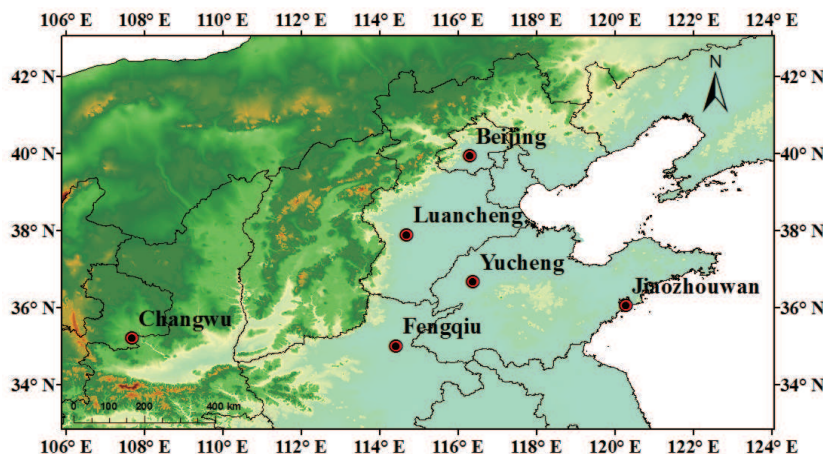 106° E 108° E 110° E 112° E 114° E 116° E 118° E 120° E 122° E 124° E
42° N 42° N
N
Beijing
40° N 40° N
Luancheng
38° N 38° N
Yucheng
Jiaozhouwan
36° N 36° N
Changwu
Fengqiu
34° N 34° N
0 100 200 400 km
106° E 108° E 110° E 112° E 114° E 116° E 118° E 120° E 122° E 124° E